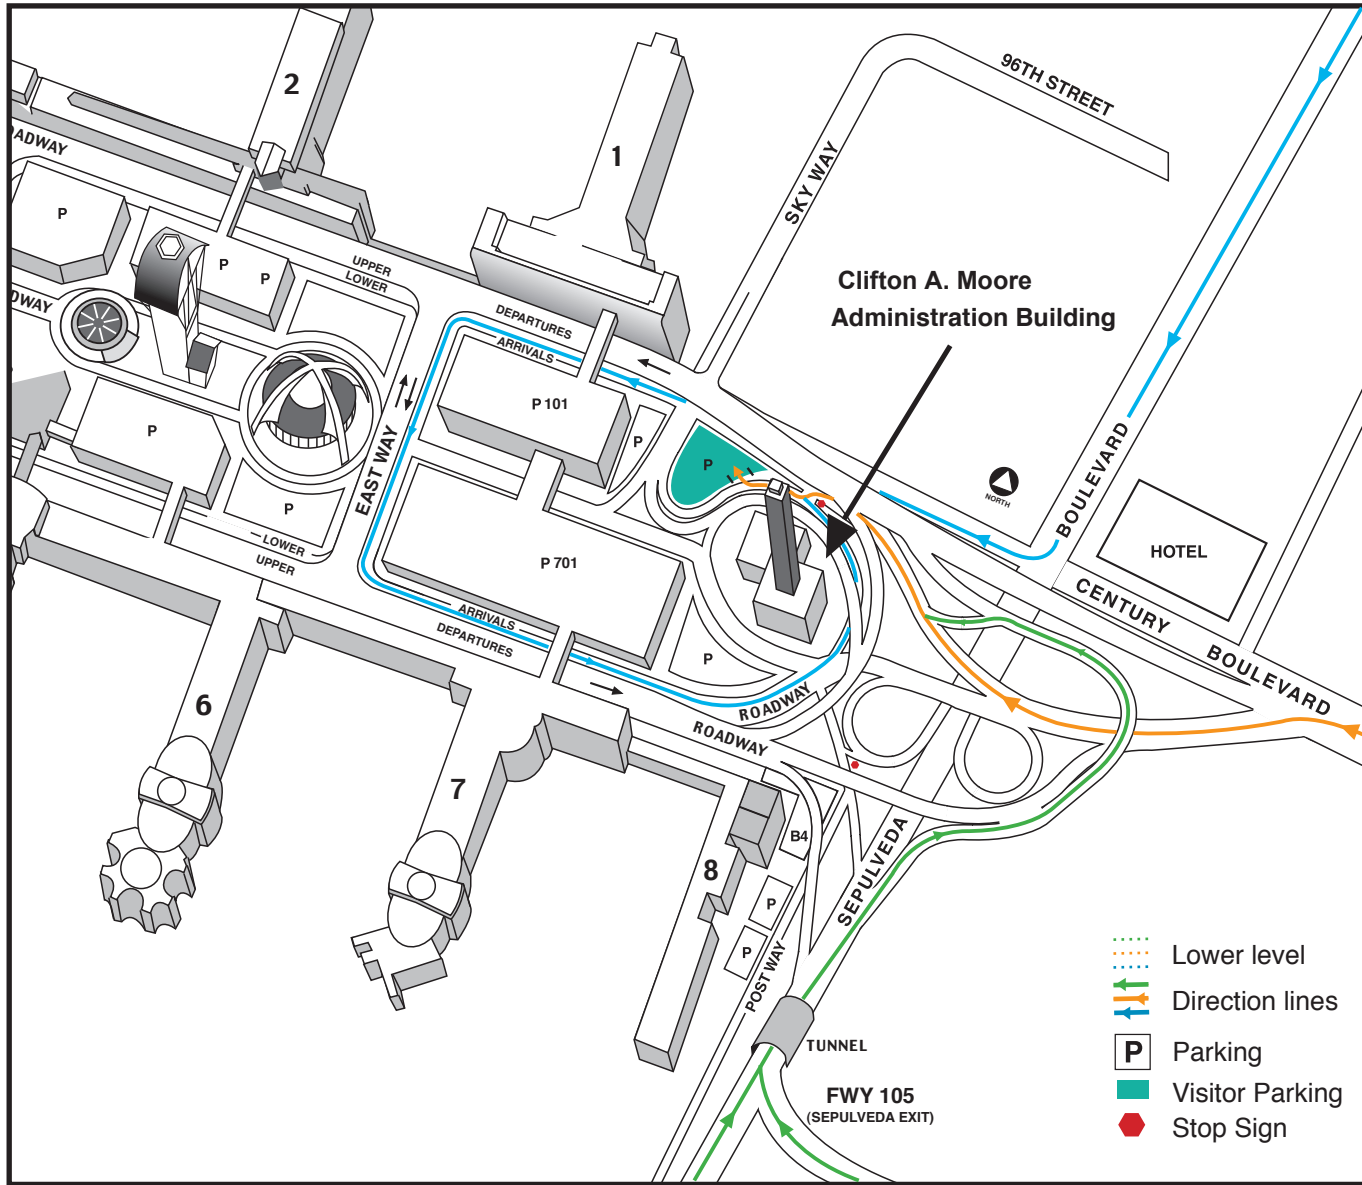 96TH STREET
2
1
SKY WAY
ROADWAY
P
UPPER
LOWER
P
P
Clifton A. Moore
Administration Building
DEPARTURES
ARRIVALS
P 101
P
P
P
EAST WAY
BOULEVARD
NORTH
HOTEL
P
LOWER
UPPER
P 701
CENTURY BOULEVARD
ARRIVALS
DEPARTURES
P
ROADWAY
ROADWAY
6
7
8
B4
P
P
SEPULVEDA
POST WAY
TUNNEL
FWY 105
(SEPULVEDA EXIT)
Lower level
Direction lines
P Parking
Visitor Parking
Stop Sign